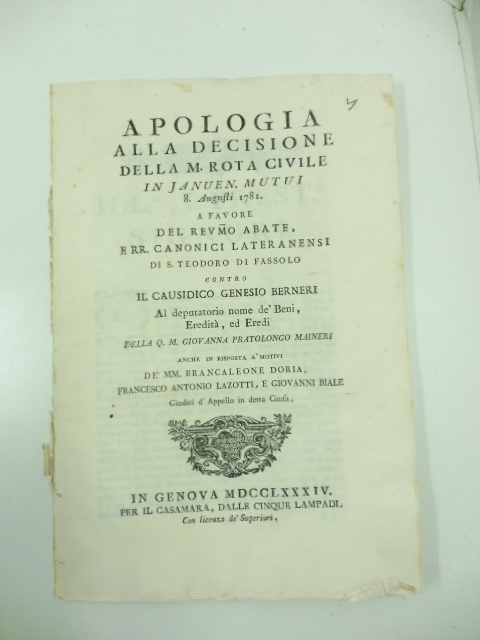 APOLOGIA
ALLA DECISIONE
DELLA M. ROTA CIVILE
IN JANUEN. MUTUI
8. Augusti 1781.
A FAVORE
DEL REVM̃O ABATE,
E RR. CANONICI LATERANENSI
DI S. TEODORO DI FASSOLO
CONTRO
IL CAUSIDICO GENESIO BERNERI
Al deputatorio nome de' Beni,
Eredità, ed Eredi
DELLA Q. M. GIOVANNA PRATOLONGO MAINERI
ANCHE IN RISPOSTA A' MOTIVI
DE' MM. BRANCALEONE DORIA,
FRANCESCO ANTONIO LAZOTTI, E GIOVANNI BIALE
Giudici d' Appello in detta Causa.
IN GENOVA MDCCLXXXIV.
PER IL CASAMARA, DALLE CINQUE LAMPADI.
Con licenza de' Superiori.